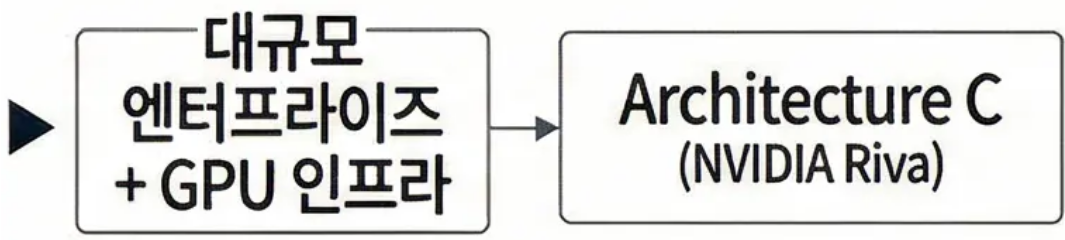 대규모
엔터프라이즈
+ GPU 인프라
Architecture C
(NVIDIA Riva)